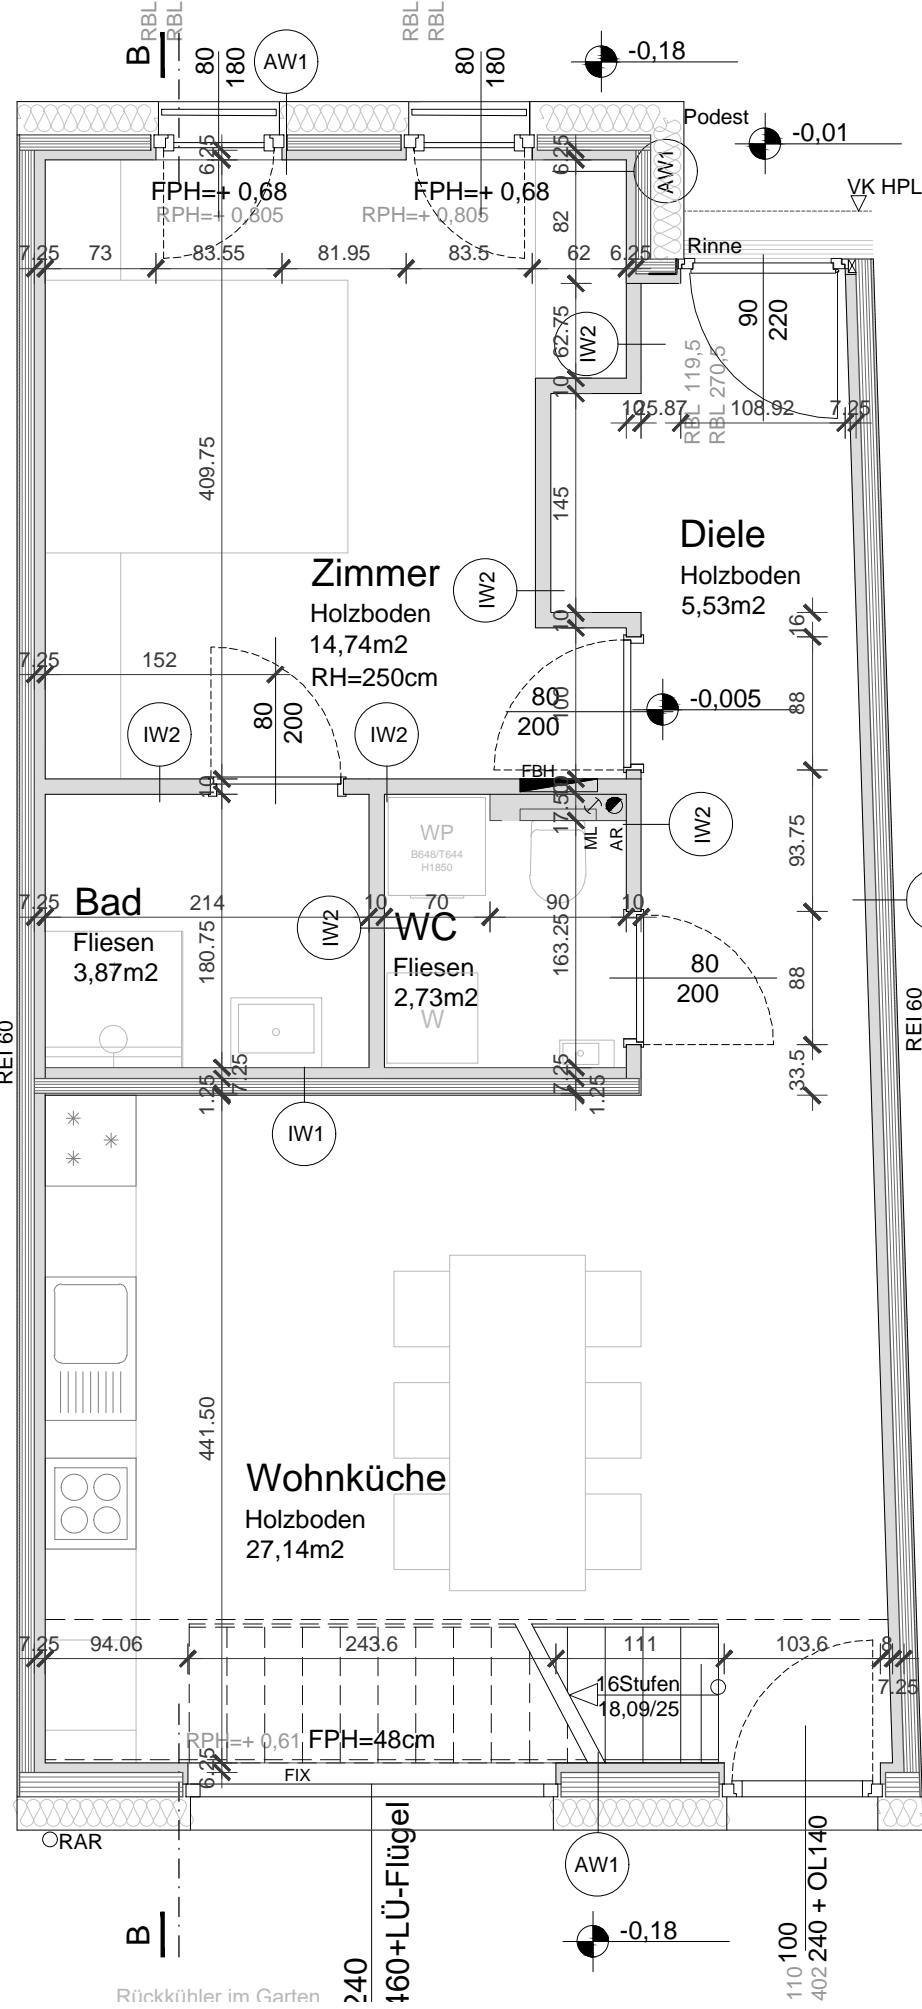 RBL
RBL
RBL
RBL
B
80
180
AW1
80
180
-0,18
Podest
-0,01
6.25
6.25
AW1
FPH=+ 0,68
FPH=+ 0,68
RPH=+ 0,805
RPH=+ 0,805
VK HPL
82
7.25
73
83.55
81.95
83.5
62
6.25
Rinne
90
220
62.75
IW2
RBL 119,5
RBL 270,5
10
10
25.87
108.92
7.25
409.75
145
Zimmer
Holzboden
14,74m2
RH=250cm
IW2
Diele
Holzboden
5,53m2
10
16
7.25
152
80
200
80
200
100
-0,005
88
IW2
IW2
FBH
10
17.50
ML
AR
IW2
WP
B648/T644
H1850
93.75
7.25
214
10
70
90
10
Bad
Fliesen
3,87m2
180.75
IW2
WC
Fliesen
2,73m2
163.25
80
200
88
W
REI 60
REI 60
1.25
7.25
7.25
1.25
33.5
IW1
441.50
Wohnküche
Holzboden
27,14m2
7.25
94.06
243.6
111
103.6
8
7.25
16Stufen
18,09/25
RPH=+ 0,61
FPH=48cm
6.25
FIX
RAR
AW1
B
240
460+LÜ-Flügel
-0,18
110
100
402
240 + OL140
Rückkühler im Garten